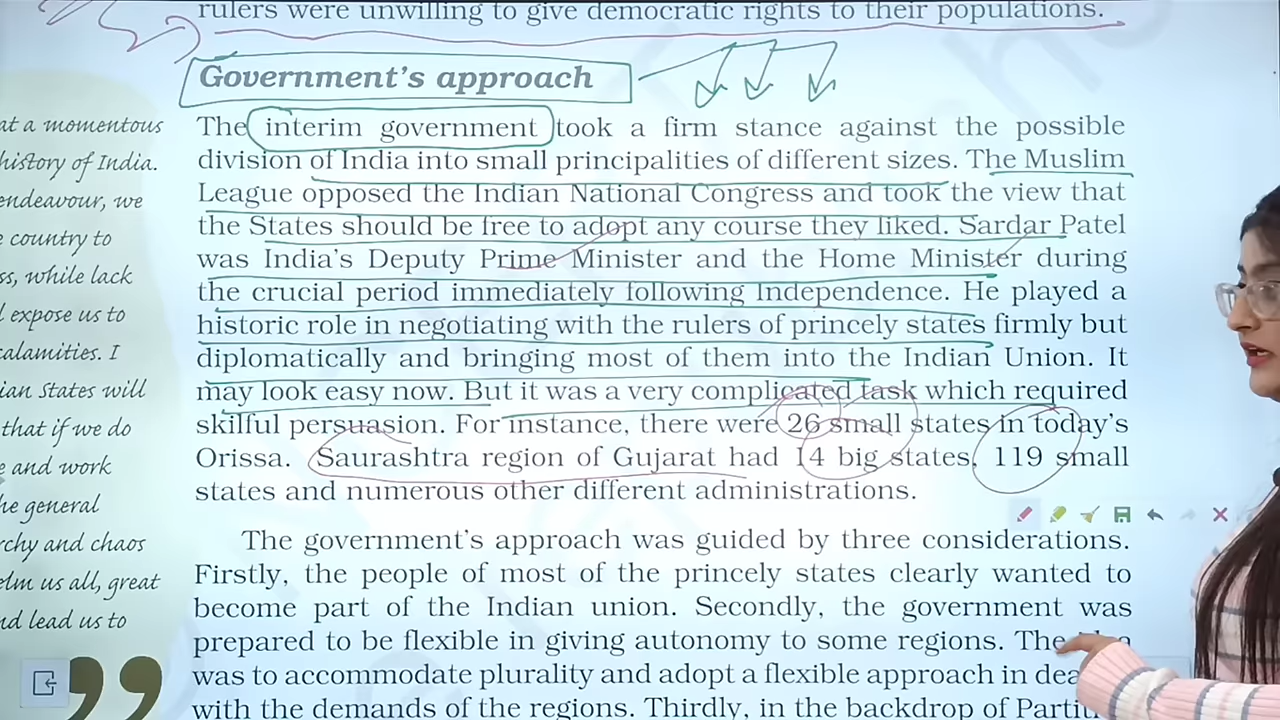 rulers were unwilling to give democratic rights to their populations.
Government's approach
The interim government took a firm stance against the possible
division of India into small principalities of different sizes. The Muslim
League opposed the Indian National Congress and took the view that
the States should be free to adopt any course they liked. Sardar Patel
was India's Deputy Prime Minister and the Home Minister during
the crucial period immediately following Independence. He played a
historic role in negotiating with the rulers of princely states firmly but
diplomatically and bringing most of them into the Indian Union. It
may look easy now. But it was a very complicated task which required
skilful persuasion. For instance, there were 26 small states in today's
Orissa. Saurashtra region of Gujarat had 14 big states, 119 small
states and numerous other different administrations.
The government's approach was guided by three considerations.
Firstly, the people of most of the princely states clearly wanted to
become part of the Indian union. Secondly, the government was
prepared to be flexible in giving autonomy to some regions. The
was to accommodate plurality and adopt a flexible approach in
with the demands of the regions. Thirdly, in the backdrop of
at a momentous
history of India.
endeavour, we
country to
ss, while lack
expose us to
calamities. I
ian States will
that if we do
e and work
he general
rchy and chaos
elm us all, great
nd lead us to